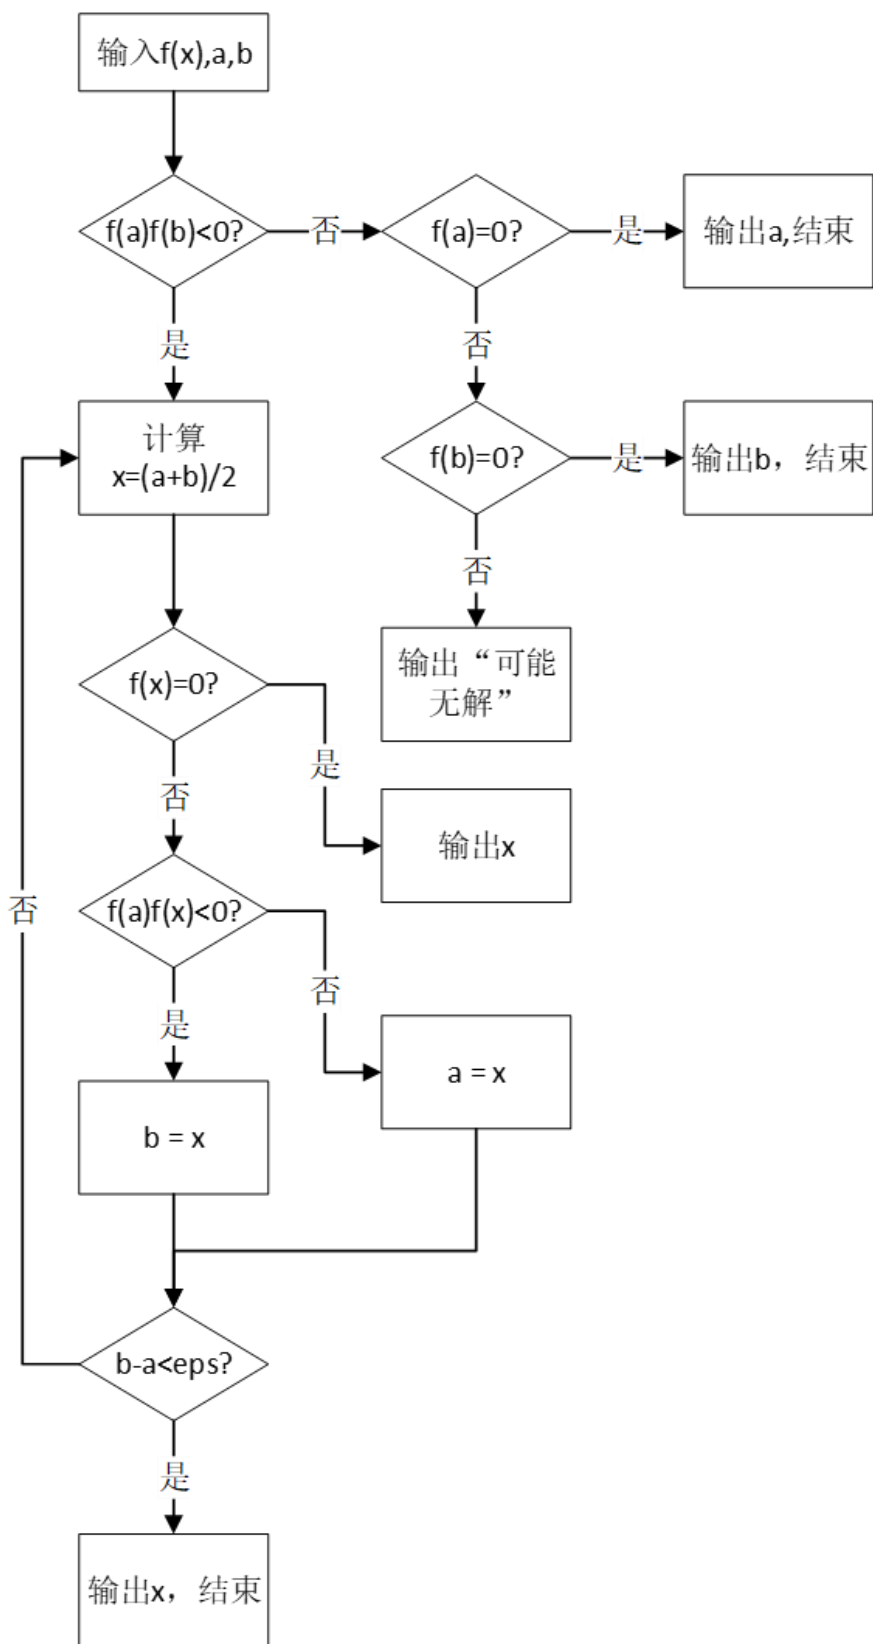 输入f(x),a,b
f(a)f(b)<0?
否
f(a)=0?
是
输出a,结束
是
否
计算
x=(a+b)/2
f(b)=0?
是
输出b，结束
否
f(x)=0?
输出“可能
无解”
是
否
输出x
f(a)f(x)<0?
否
否
是
a = x
b = x
b-a<eps?
是
输出x，结束